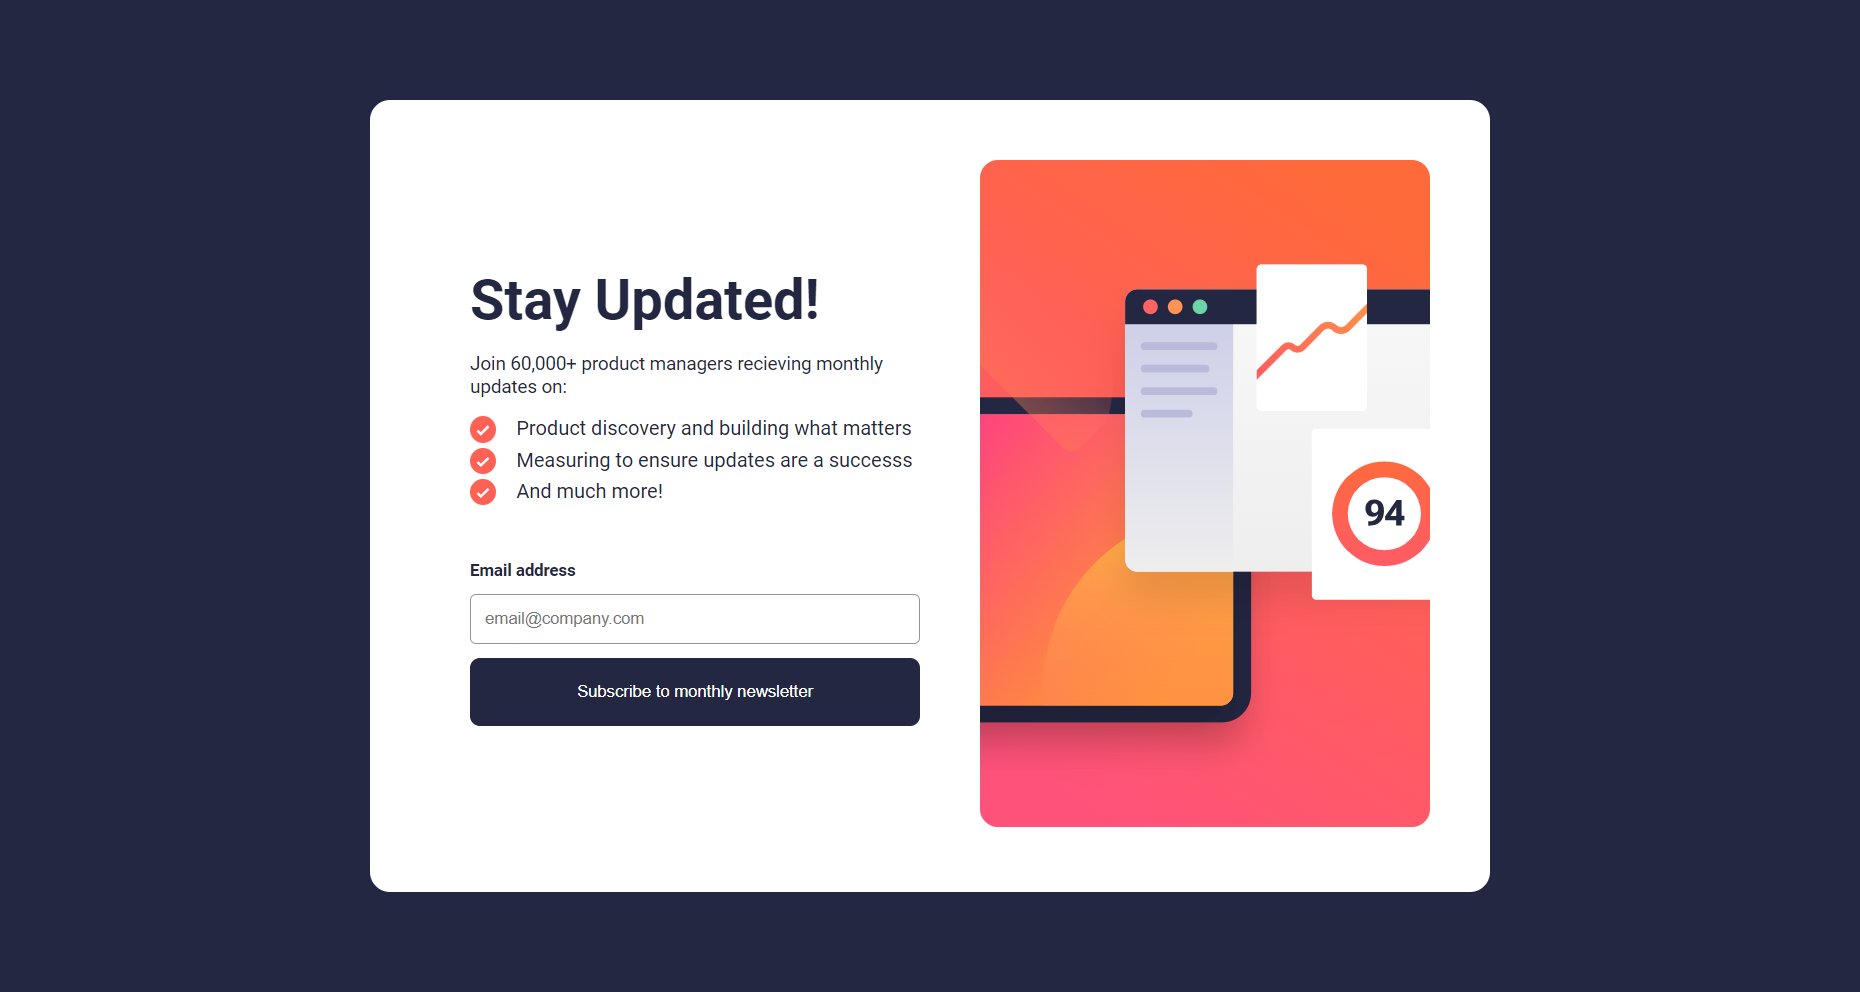 Stay Updated!
Join 60,000+ product managers recieving monthly
updates on:
Product discovery and building what matters
Measuring to ensure updates are a successs
And much more!
Email address
email@company.com
Subscribe to monthly newsletter
94